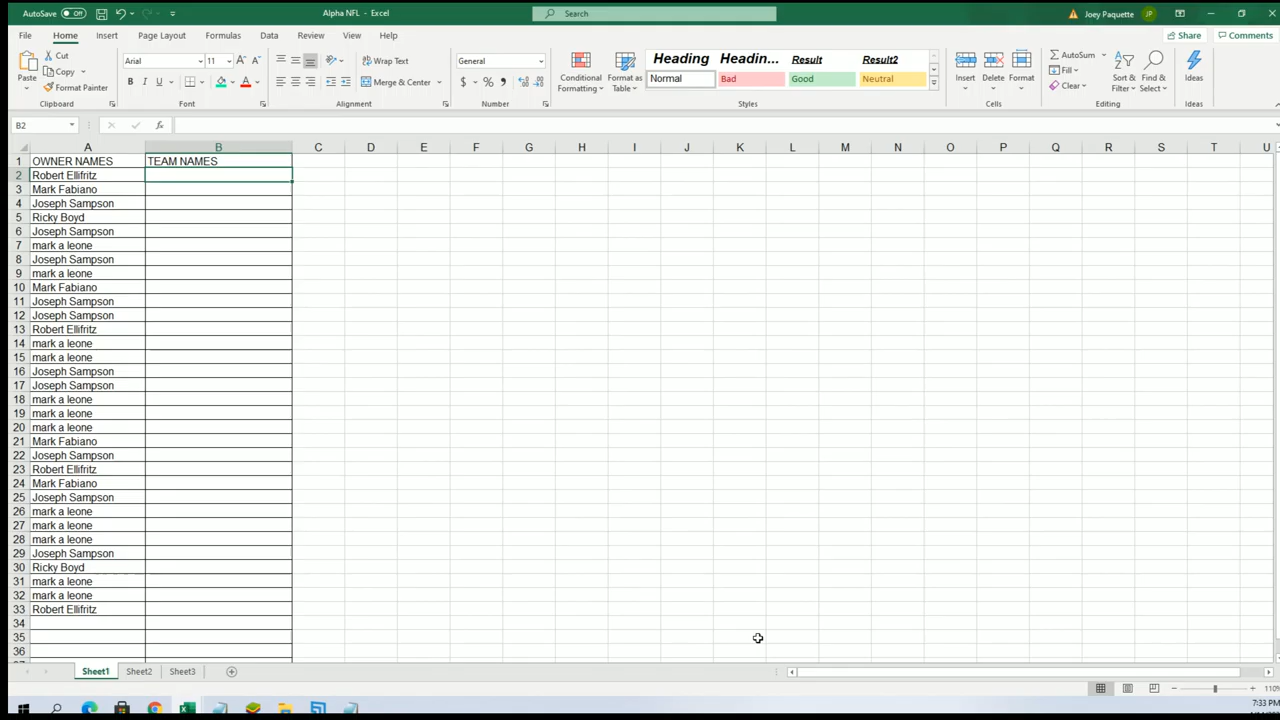 AutoSave Off Alpha NFL - Excel Search Joey Paquette JP
File Home Insert Page Layout Formulas Data Review View Help Share Comments
Paste Cut Copy Format Painter Clipboard
Arial 11 A A B I U A Font
Wrap Text Merge & Center Alignment
General $ % Number
Conditional Formatting Format as Table
Heading Headin... Result Result2
Normal Bad Good Neutral
Styles
Insert Delete Format Cells
AutoSum Fill Clear Sort & Filter Find & Select Editing
Ideas Ideas
B2 fx
A B C D E F G H I J K L M N O P Q R S T U
1 OWNER NAMES TEAM NAMES
2 Robert Ellifritz
3 Mark Fabiano
4 Joseph Sampson
5 Ricky Boyd
6 Joseph Sampson
7 mark a leone
8 Joseph Sampson
9 mark a leone
10 Mark Fabiano
11 Joseph Sampson
12 Joseph Sampson
13 Robert Ellifritz
14 mark a leone
15 mark a leone
16 Joseph Sampson
17 Joseph Sampson
18 mark a leone
19 mark a leone
20 mark a leone
21 Mark Fabiano
22 Joseph Sampson
23 Robert Ellifritz
24 Mark Fabiano
25 Joseph Sampson
26 mark a leone
27 mark a leone
28 mark a leone
29 Joseph Sampson
30 Ricky Boyd
31 mark a leone
32 mark a leone
33 Robert Ellifritz
34
35
36
Sheet1 Sheet2 Sheet3
110%
7:33 PM